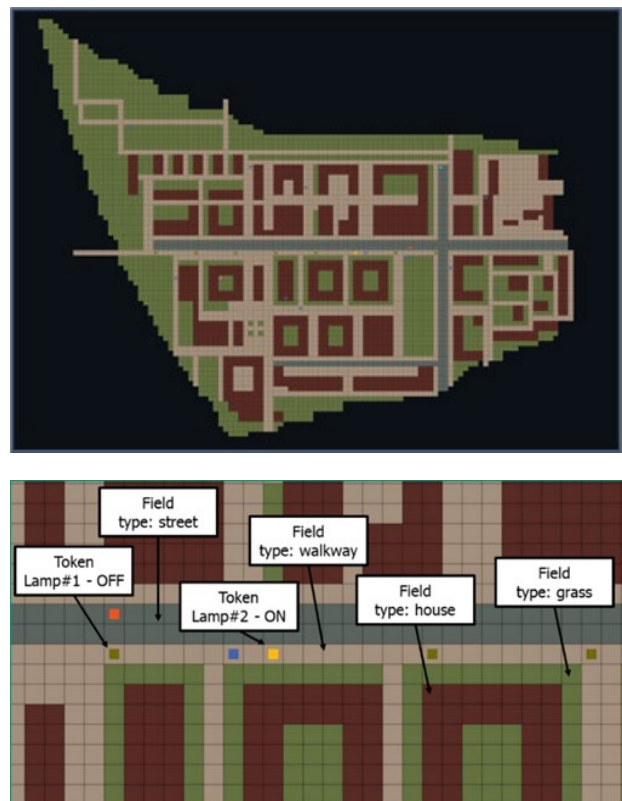 Field
type: street
Field
type: walkway
Token
Lamp#1 - OFF
Token
Lamp#2 - ON
Field
type: house
Field
type: grass